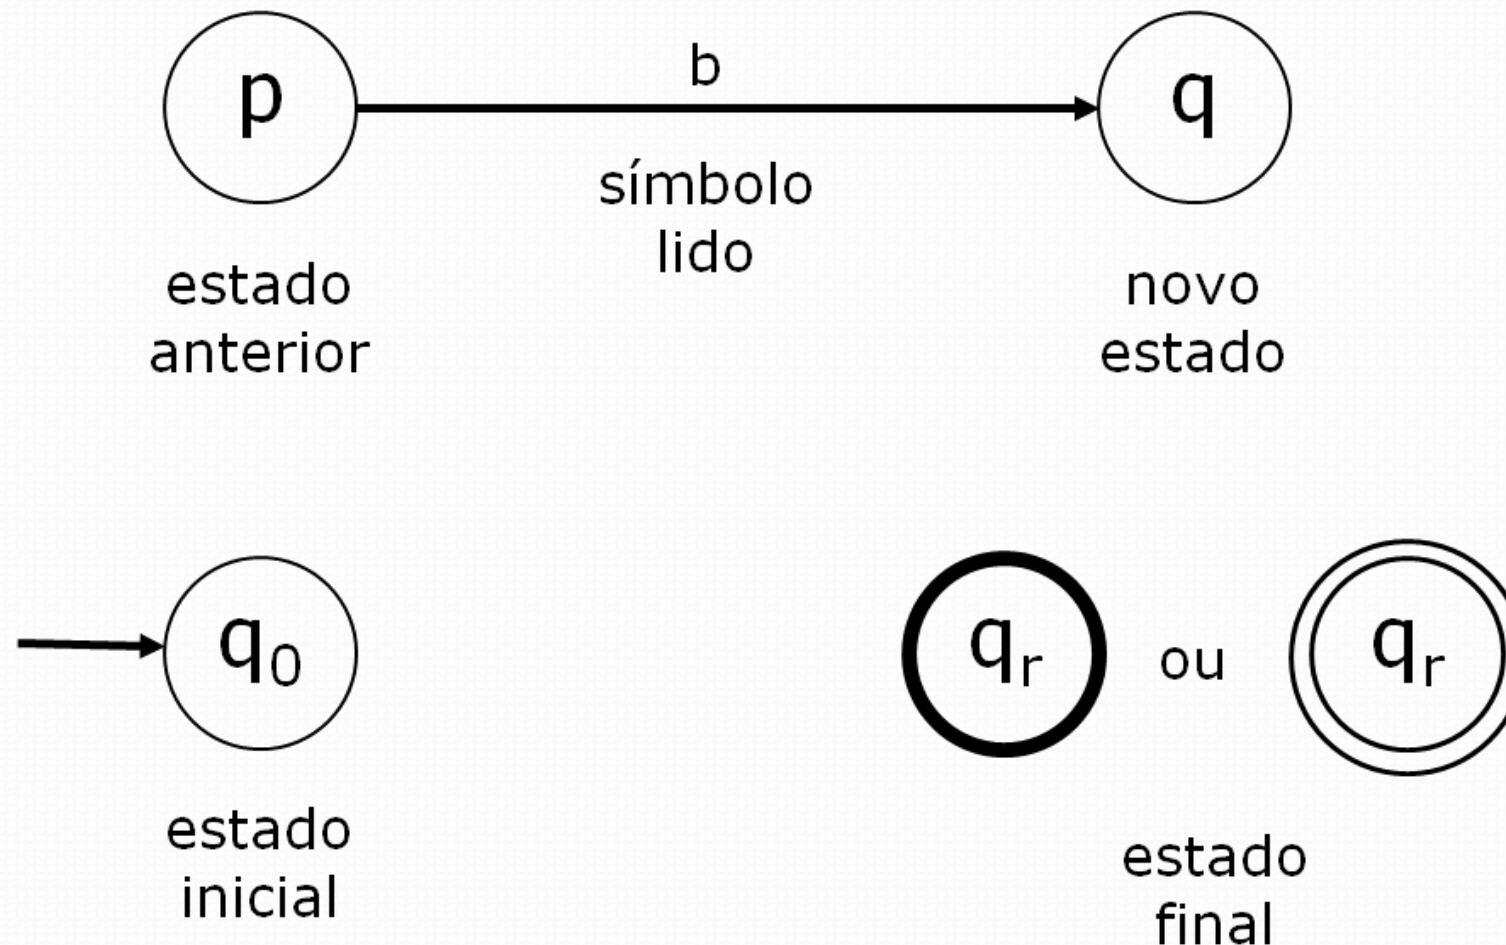 p
b
q
símbolo
lido
estado
anterior
novo
estado
q₀
qᵣ
ou
qᵣ
estado
inicial
estado
final